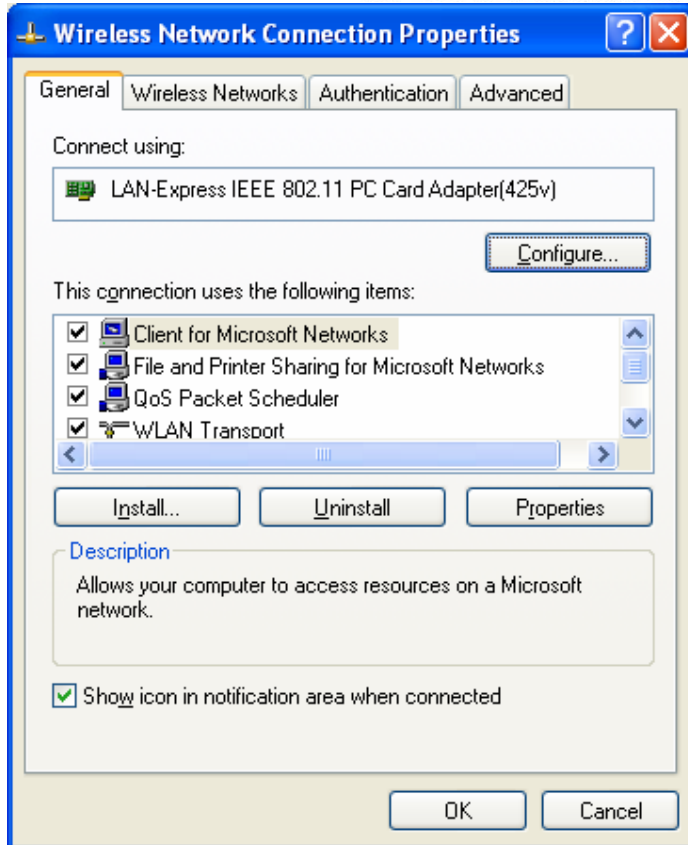 Wireless Network Connection Properties
General Wireless Networks Authentication Advanced
Connect using:
LAN-Express IEEE 802.11 PC Card Adapter(425v)
Configure...
This connection uses the following items:
Client for Microsoft Networks
File and Printer Sharing for Microsoft Networks
QoS Packet Scheduler
WLAN Transport
Install... Uninstall Properties
Description
Allows your computer to access resources on a Microsoft
network.
Show icon in notification area when connected
OK Cancel